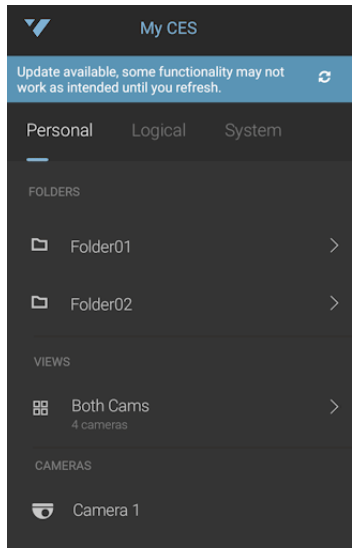 My CES
Update available, some functionality may not
work as intended until you refresh.
Personal Logical System
FOLDERS
Folder01
Folder02
VIEWS
Both Cams
4 cameras
CAMERAS
Camera 1